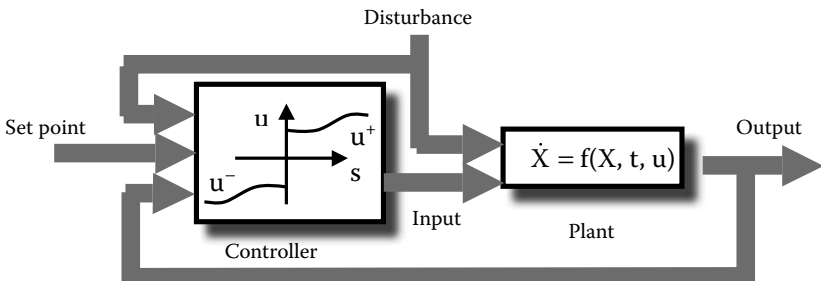 Disturbance
Set point
u
u⁺
u⁻
s
Controller
Input
Ẋ = f(X, t, u)
Plant
Output